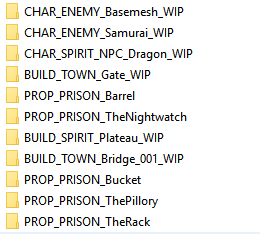 CHAR_ENEMY_Basemesh_WIP
CHAR_ENEMY_Samurai_WIP
CHAR_SPIRIT_NPC_Dragon_WIP
BUILD_TOWN_Gate_WIP
PROP_PRISON_Barrel
PROP_PRISON_TheNightwatch
BUILD_SPIRIT_Plateau_WIP
BUILD_TOWN_Bridge_001_WIP
PROP_PRISON_Bucket
PROP_PRISON_ThePillory
PROP_PRISON_TheRack